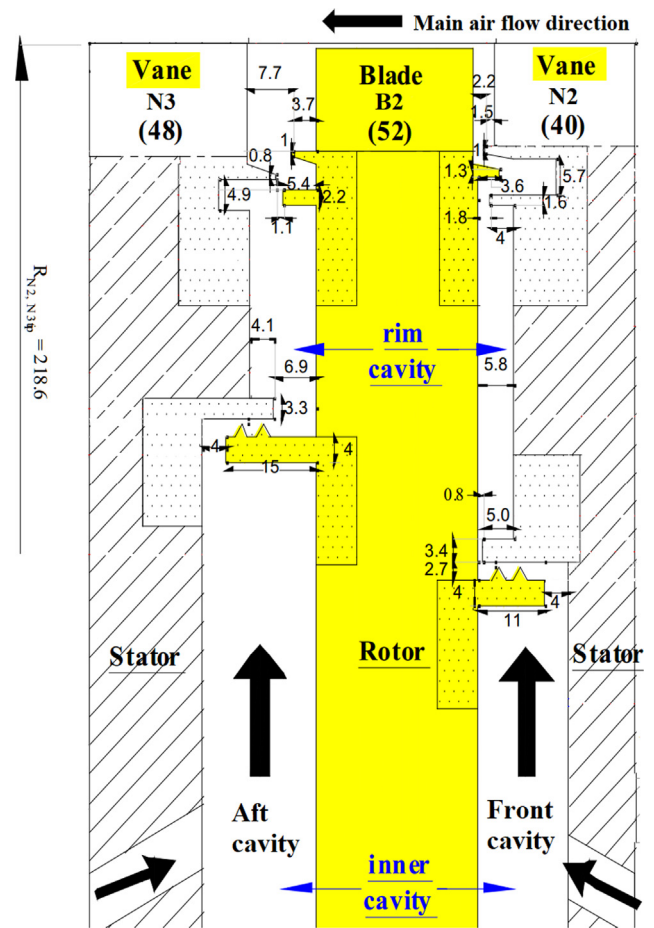 Main air flow direction
Vane
N3
(48)
7.7
3.7
Blade
B2
(52)
2.2
1.5
Vane
N2
(40)
1
0.8
5.4
4.9
2.2
1.1
1
1.3
5.7
3.6
1.6
1.8
4
R N2, N3tip = 218.6
4.1
6.9
rim
cavity
5.8
3.3
4
15
4
0.8
5.0
3.4
2.7
4
11
4
Stator
Rotor
Stator
Aft
cavity
Front
cavity
inner
cavity